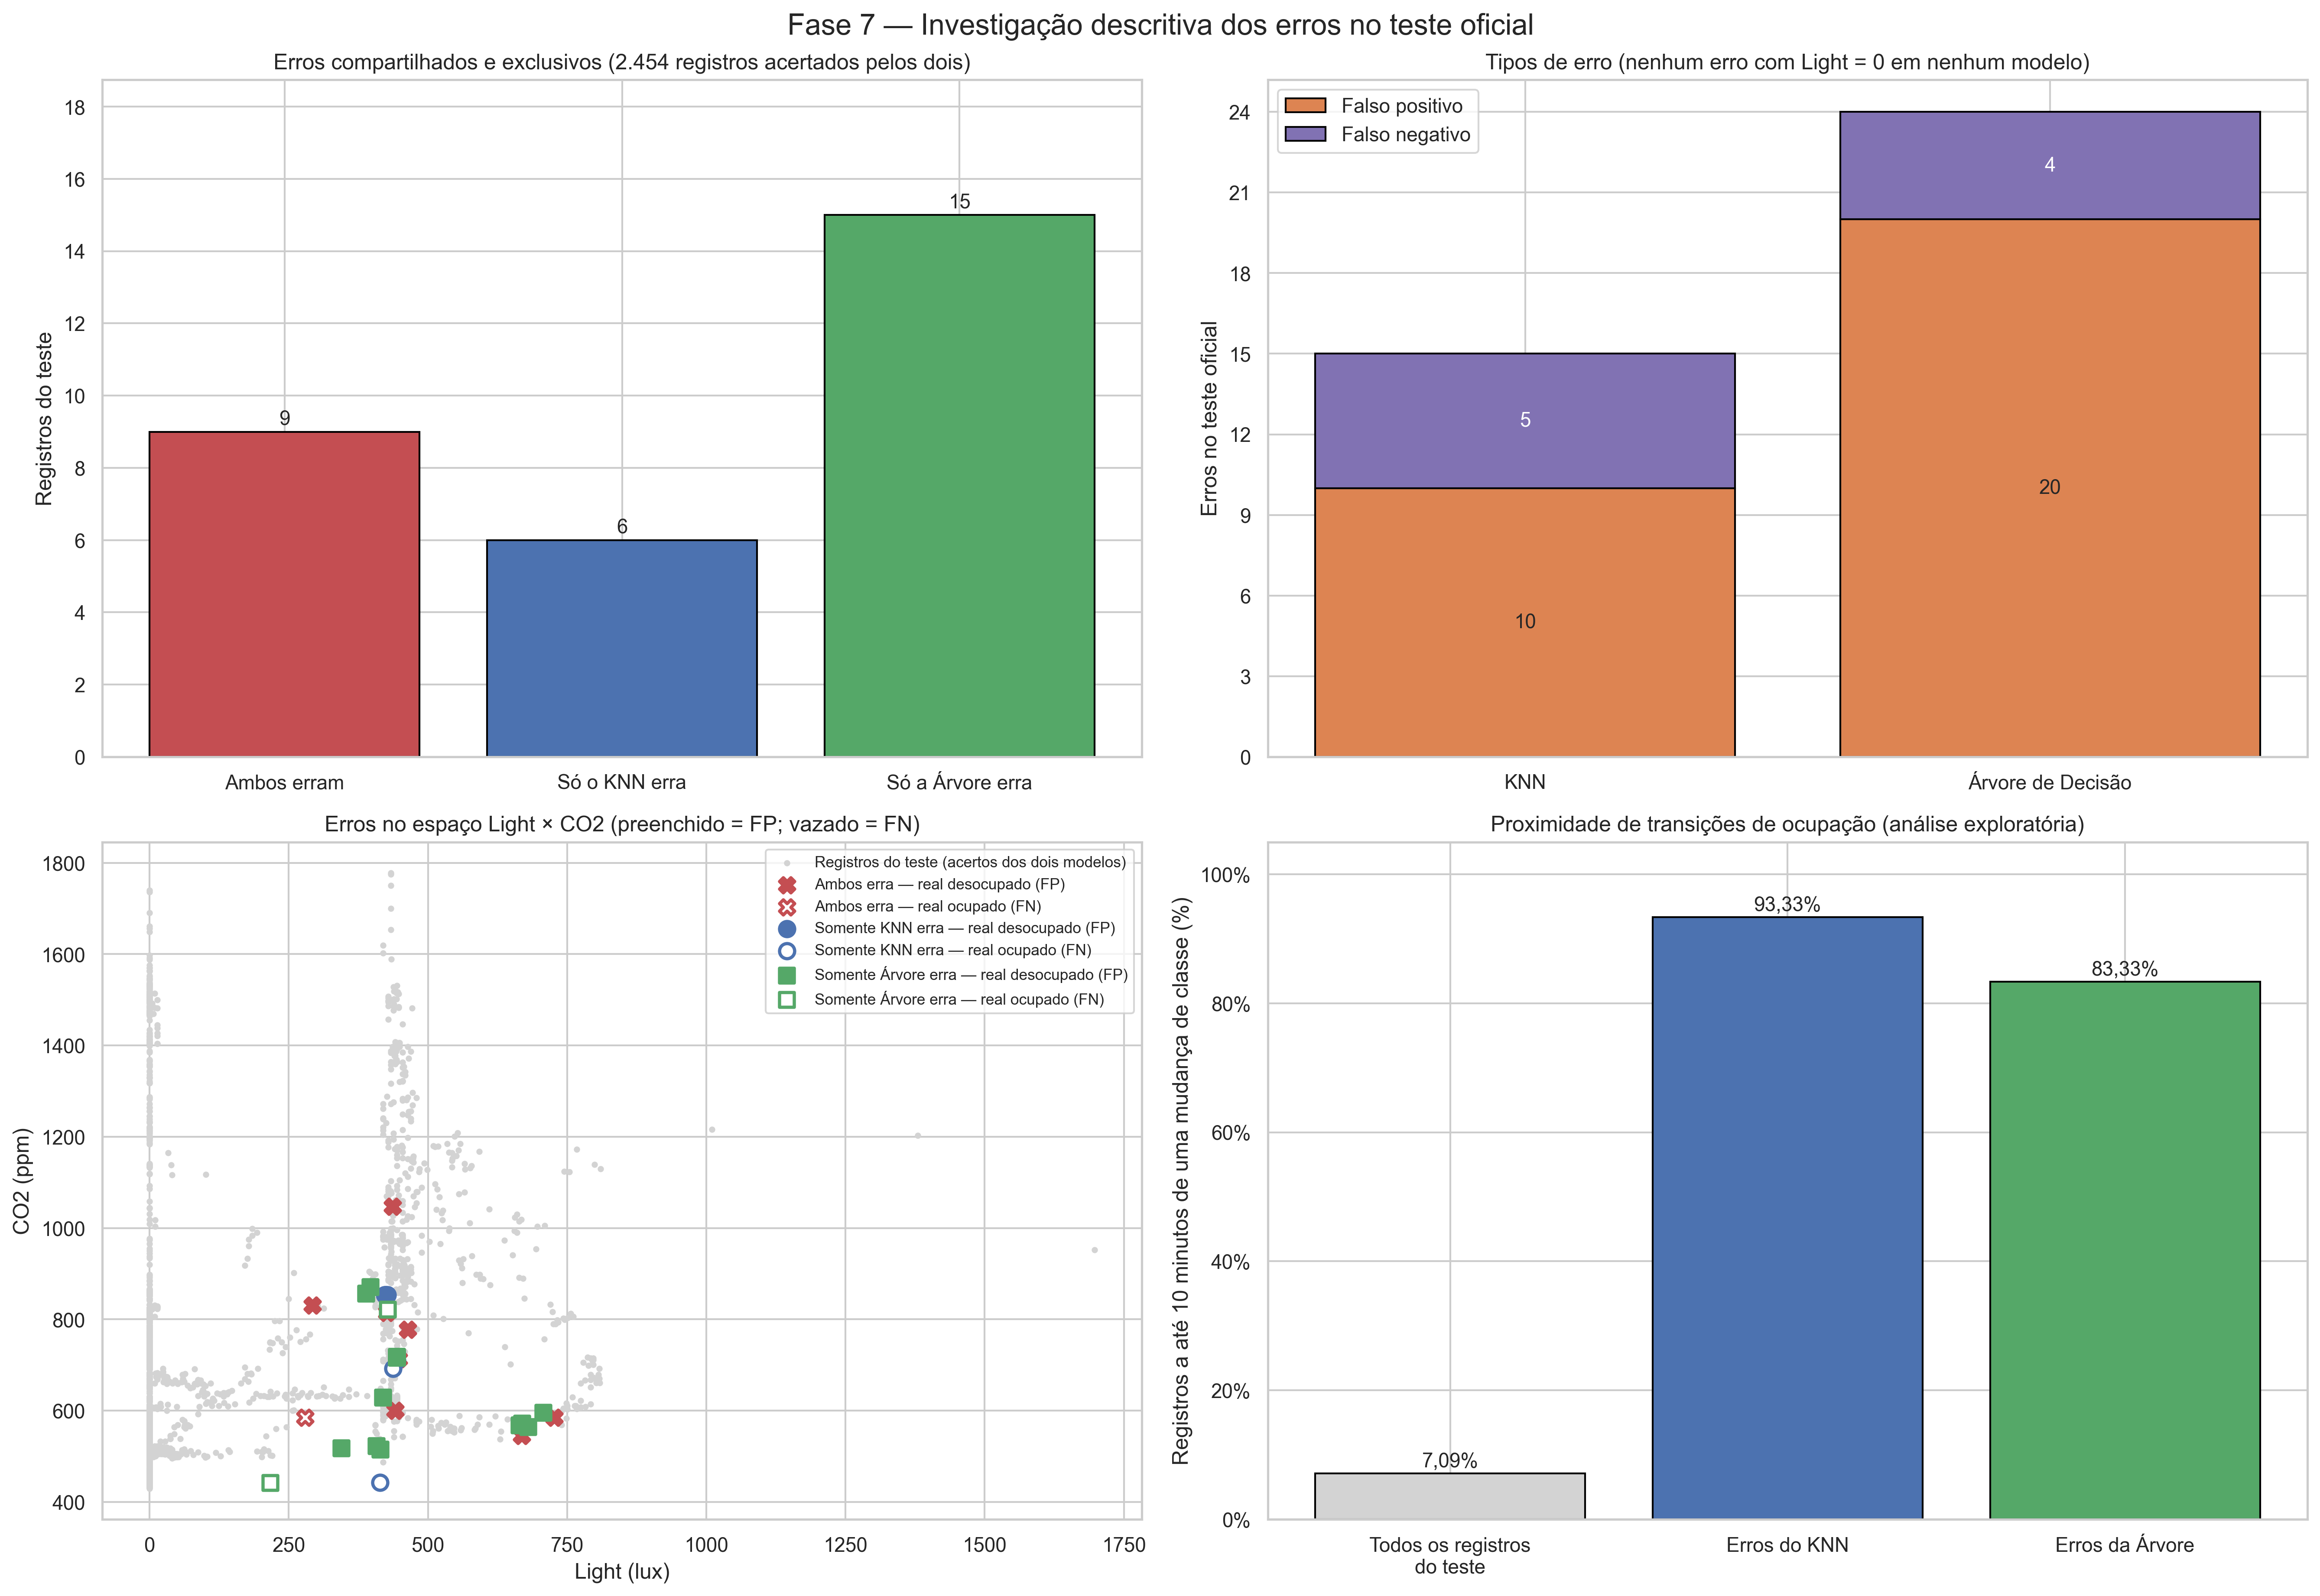 Fase 7 — Investigação descritiva dos erros no teste oficial
Erros compartilhados e exclusivos (2.454 registros acertados pelos dois)
Registros do teste
18
16
14
12
10
8
6
4
2
0
9
6
15
Ambos erram
Só o KNN erra
Só a Árvore erra
Tipos de erro (nenhum erro com Light = 0 em nenhum modelo)
Falso positivo
Falso negativo
Erros no teste oficial
24
21
18
15
12
9
6
3
0
5
10
4
20
KNN
Árvore de Decisão
Erros no espaço Light × CO2 (preenchido = FP; vazado = FN)
Registros do teste (acertos dos dois modelos)
Ambos erra — real desocupado (FP)
Ambos erra — real ocupado (FN)
Somente KNN erra — real desocupado (FP)
Somente KNN erra — real ocupado (FN)
Somente Árvore erra — real desocupado (FP)
Somente Árvore erra — real ocupado (FN)
CO2 (ppm)
1800
1600
1400
1200
1000
800
600
400
0
250
500
750
1000
1250
1500
1750
Light (lux)
Proximidade de transições de ocupação (análise exploratória)
Registros a até 10 minutos de uma mudança de classe (%)
100%
80%
60%
40%
20%
0%
7,09%
93,33%
83,33%
Todos os registros
do teste
Erros do KNN
Erros da Árvore